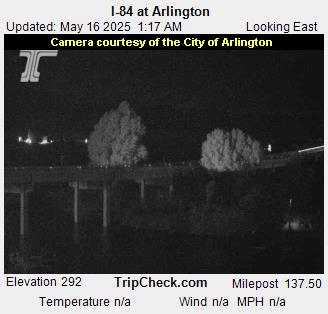 I-84 at Arlington
Updated: May 16 2025 1:17 AM Looking East
Camera courtesy of the City of Arlington
Elevation 292 TripCheck.com Milepost 137.50
Temperature n/a Wind n/a MPH n/a